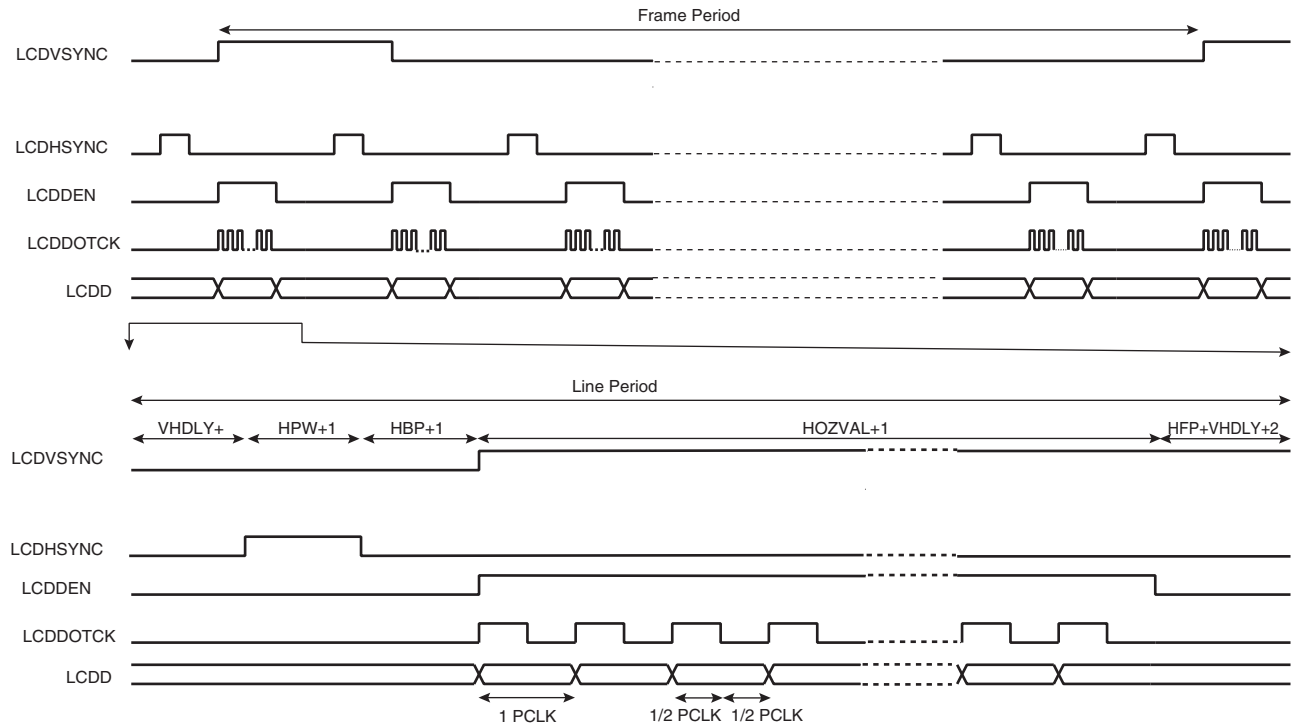 Frame Period
LCDVSYNC
LCDHSYNC
LCDDEN
LCDDOTCK
LCDD
Line Period
VHDLY+ HPW+1 HBP+1 HOZVAL+1 HFP+VHDLY+2
LCDVSYNC
LCDHSYNC
LCDDEN
LCDDOTCK
LCDD
1 PCLK 1/2 PCLK 1/2 PCLK